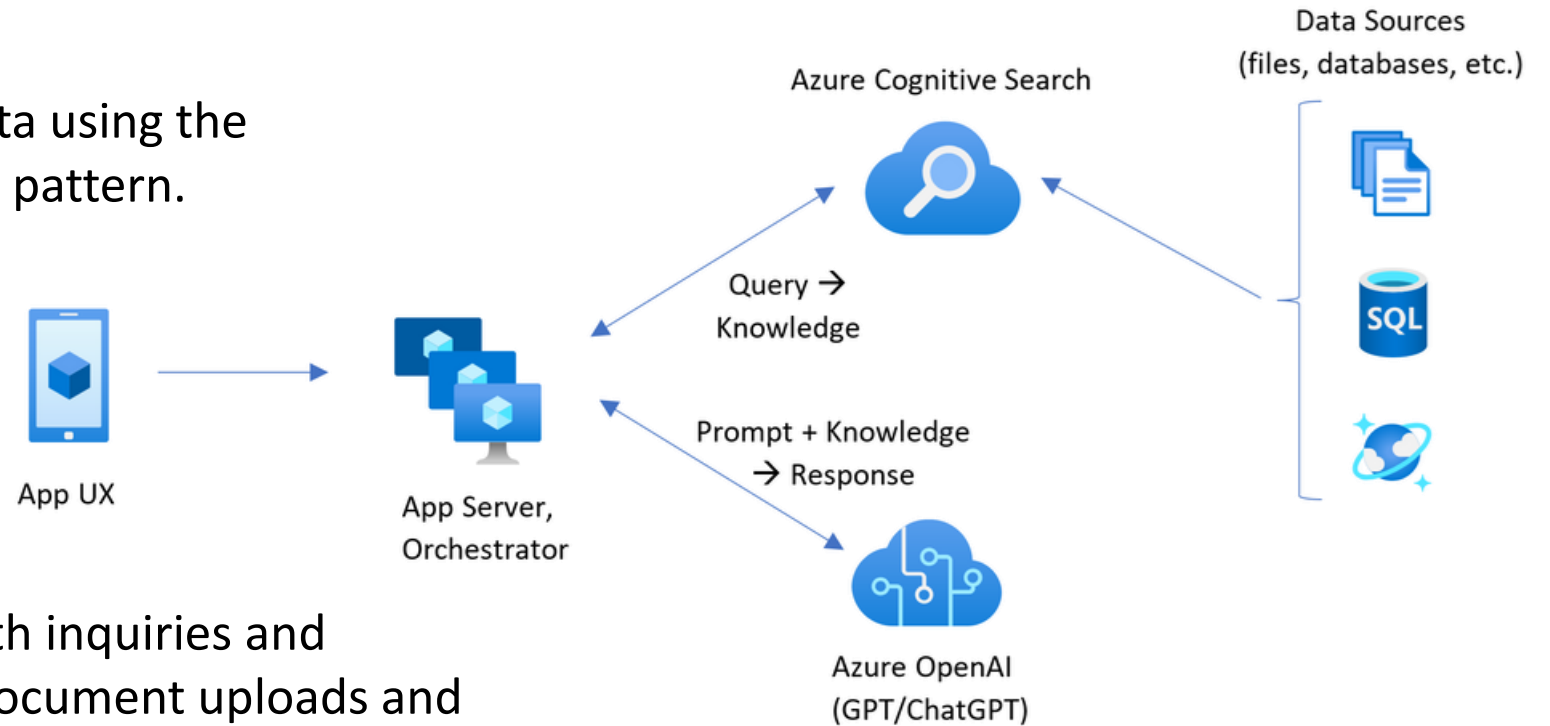 ta using the
pattern.
Data Sources
(files, databases, etc.)
Azure Cognitive Search
Query →
Knowledge
SQL
Prompt + Knowledge
→ Response
App UX
App Server,
Orchestrator
Azure OpenAI
(GPT/ChatGPT)
th inquiries and
ocument uploads and